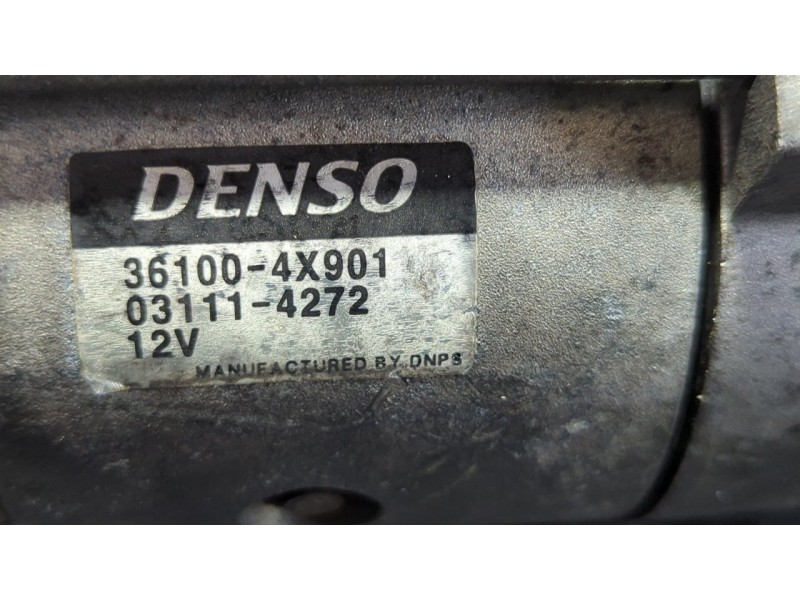 DENSO
36100-4X901
03111-4272
12V
MANUFACTURED BY DNPS